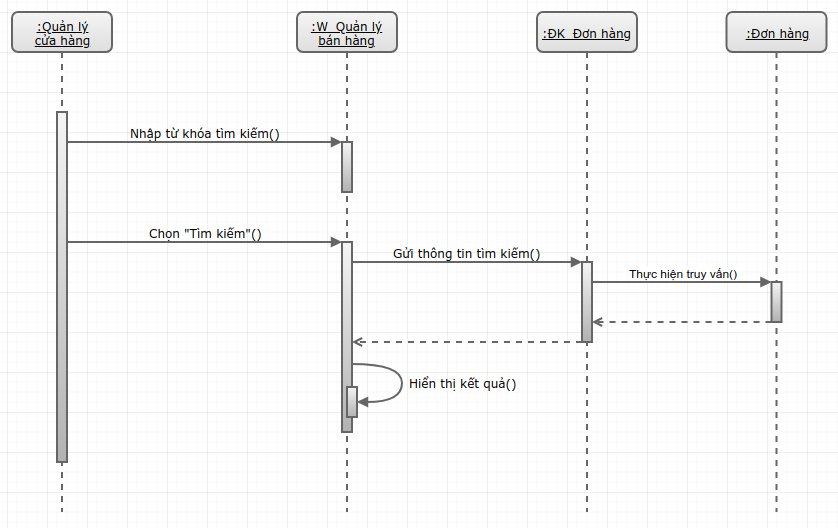 :Quản lý
cửa hàng
:W_Quản lý
bán hàng
:ĐK_Đơn hàng
:Đơn hàng
Nhập từ khóa tìm kiếm()
Chọn "Tìm kiếm"()
Gửi thông tin tìm kiếm()
Thực hiện truy vấn()
Hiển thị kết quả()